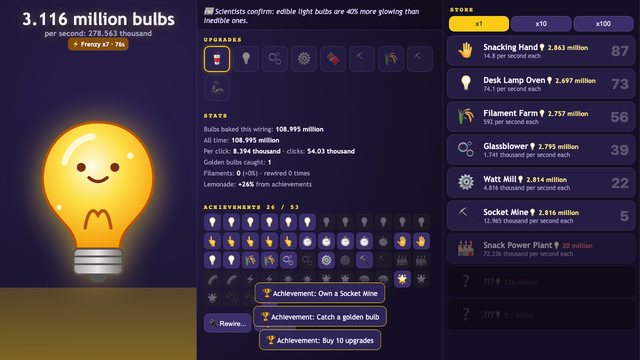 3.116 million bulbs
per second: 278.563 thousand
Frenzy x7 - 76s
Scientists confirm: edible light bulbs are 40% more glowing than
inedible ones.
UPGRADES
STATS
Bulbs baked this wiring: 108.995 million
All time: 108.995 million
Per click: 8.394 thousand · clicks: 54.03 thousand
Golden bulbs caught: 1
Filaments: 0 (+0%) · rewired 0 times
Lemonade: +26% from achievements
ACHIEVEMENTS 26 / 53
Rewire...
Achievement: Own a Socket Mine
Achievement: Catch a golden bulb
Achievement: Buy 10 upgrades
STORE
x1
x10
x100
Snacking Hand 2.863 million
14.8 per second each
87
Desk Lamp Oven 2.697 million
74.1 per second each
73
Filament Farm 2.757 million
592 per second each
56
Glassblower 2.795 million
1.741 thousand per second each
39
Watt Mill 2.814 million
4.816 thousand per second each
22
Socket Mine 2.816 million
12.965 thousand per second each
5
Snack Power Plant 20 million
72.236 thousand per second each
? ??? 330 million
? ??? 5.1 billion